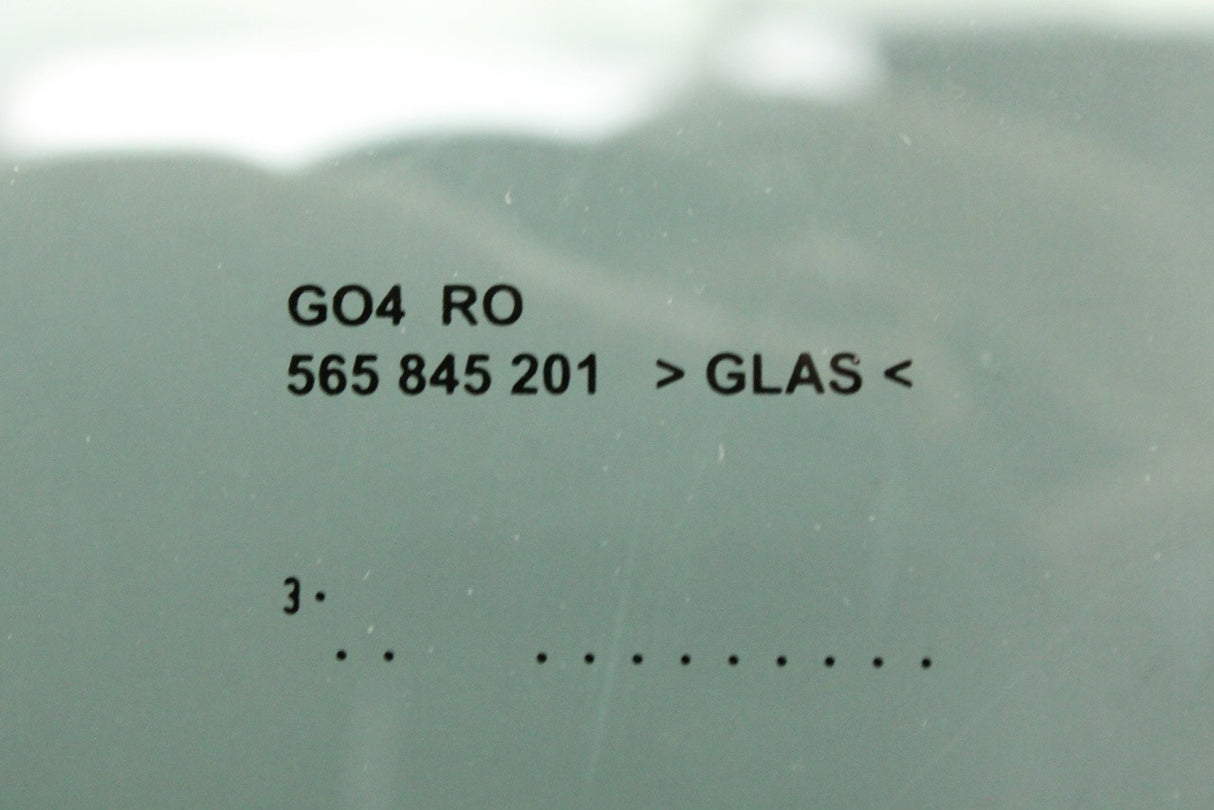 GO4 RO
565 845 201 > GLAS <
3 .
. . . . . . . . . . .